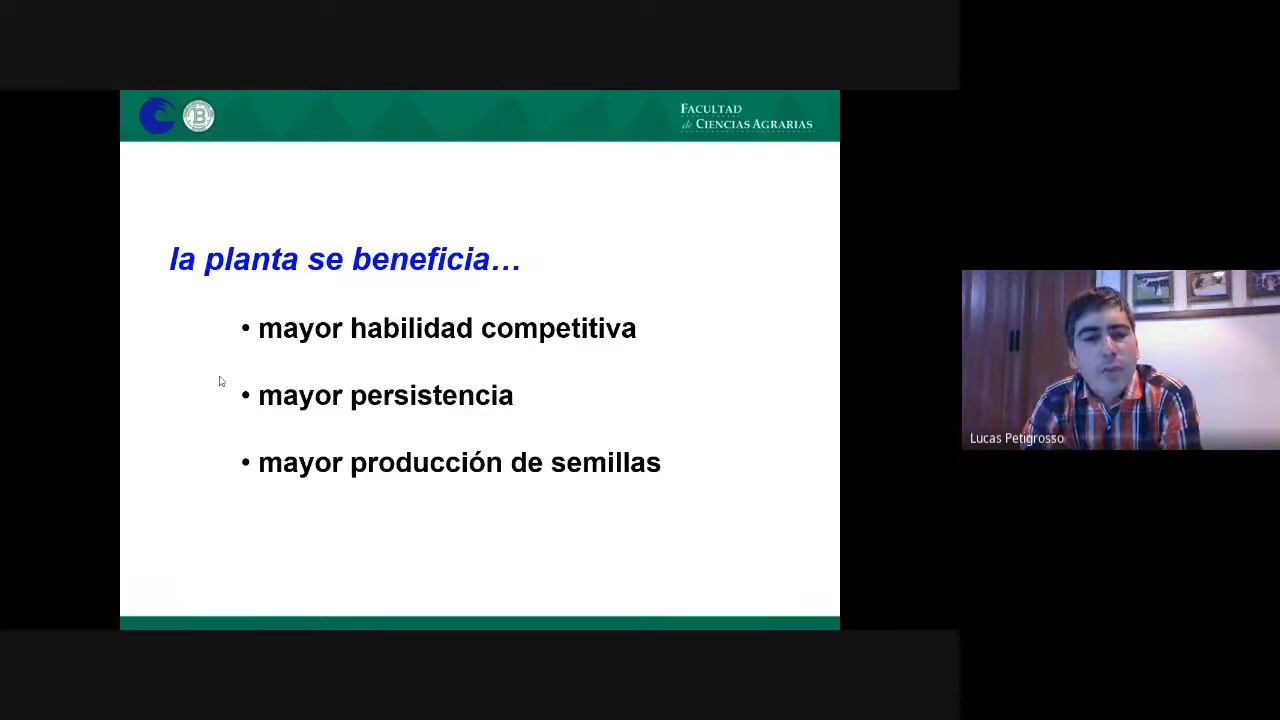 FACULTAD
de CIENCIAS AGRARIAS
B
la planta se beneficia…
• mayor habilidad competitiva
• mayor persistencia
• mayor producción de semillas
Lucas Petigrosso